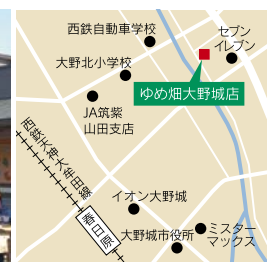 西鉄自動車学校
セブン
イレブン
大野北小学校
ゆめ畑大野城店
JA筑紫
山田支店
西鉄天神大牟田線
イオン大野城
春日原
ミスター
マックス
大野城市役所